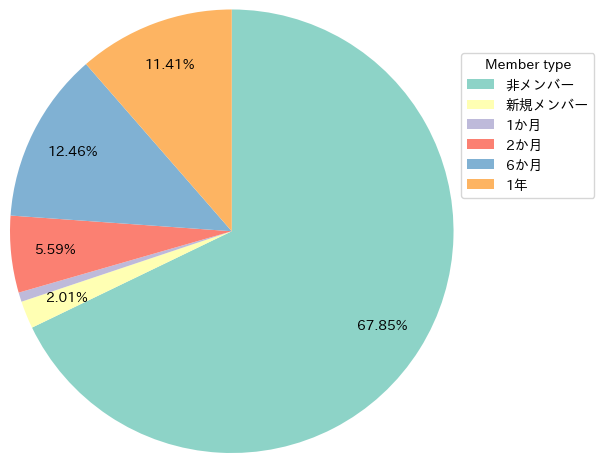 11.41%
12.46%
5.59%
2.01%
67.85%
Member type
非メンバー
新規メンバー
1か月
2か月
6か月
1年